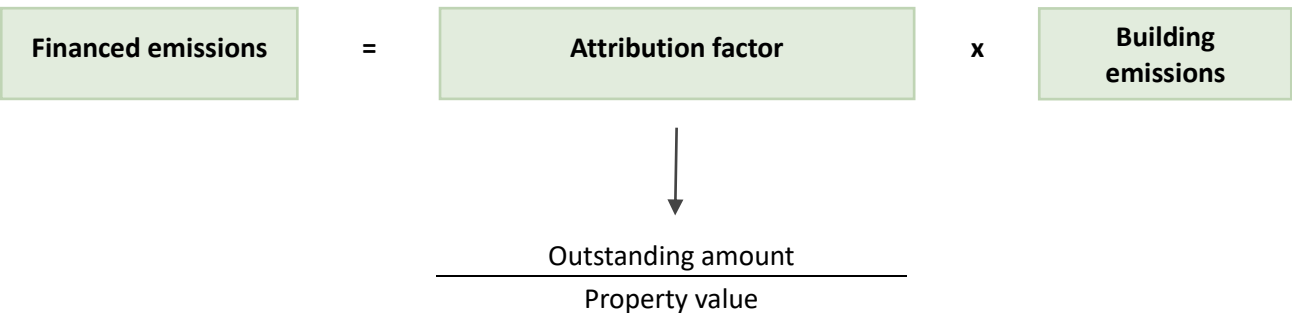 Financed emissions = Attribution factor x Building
emissions
Outstanding amount
Property value